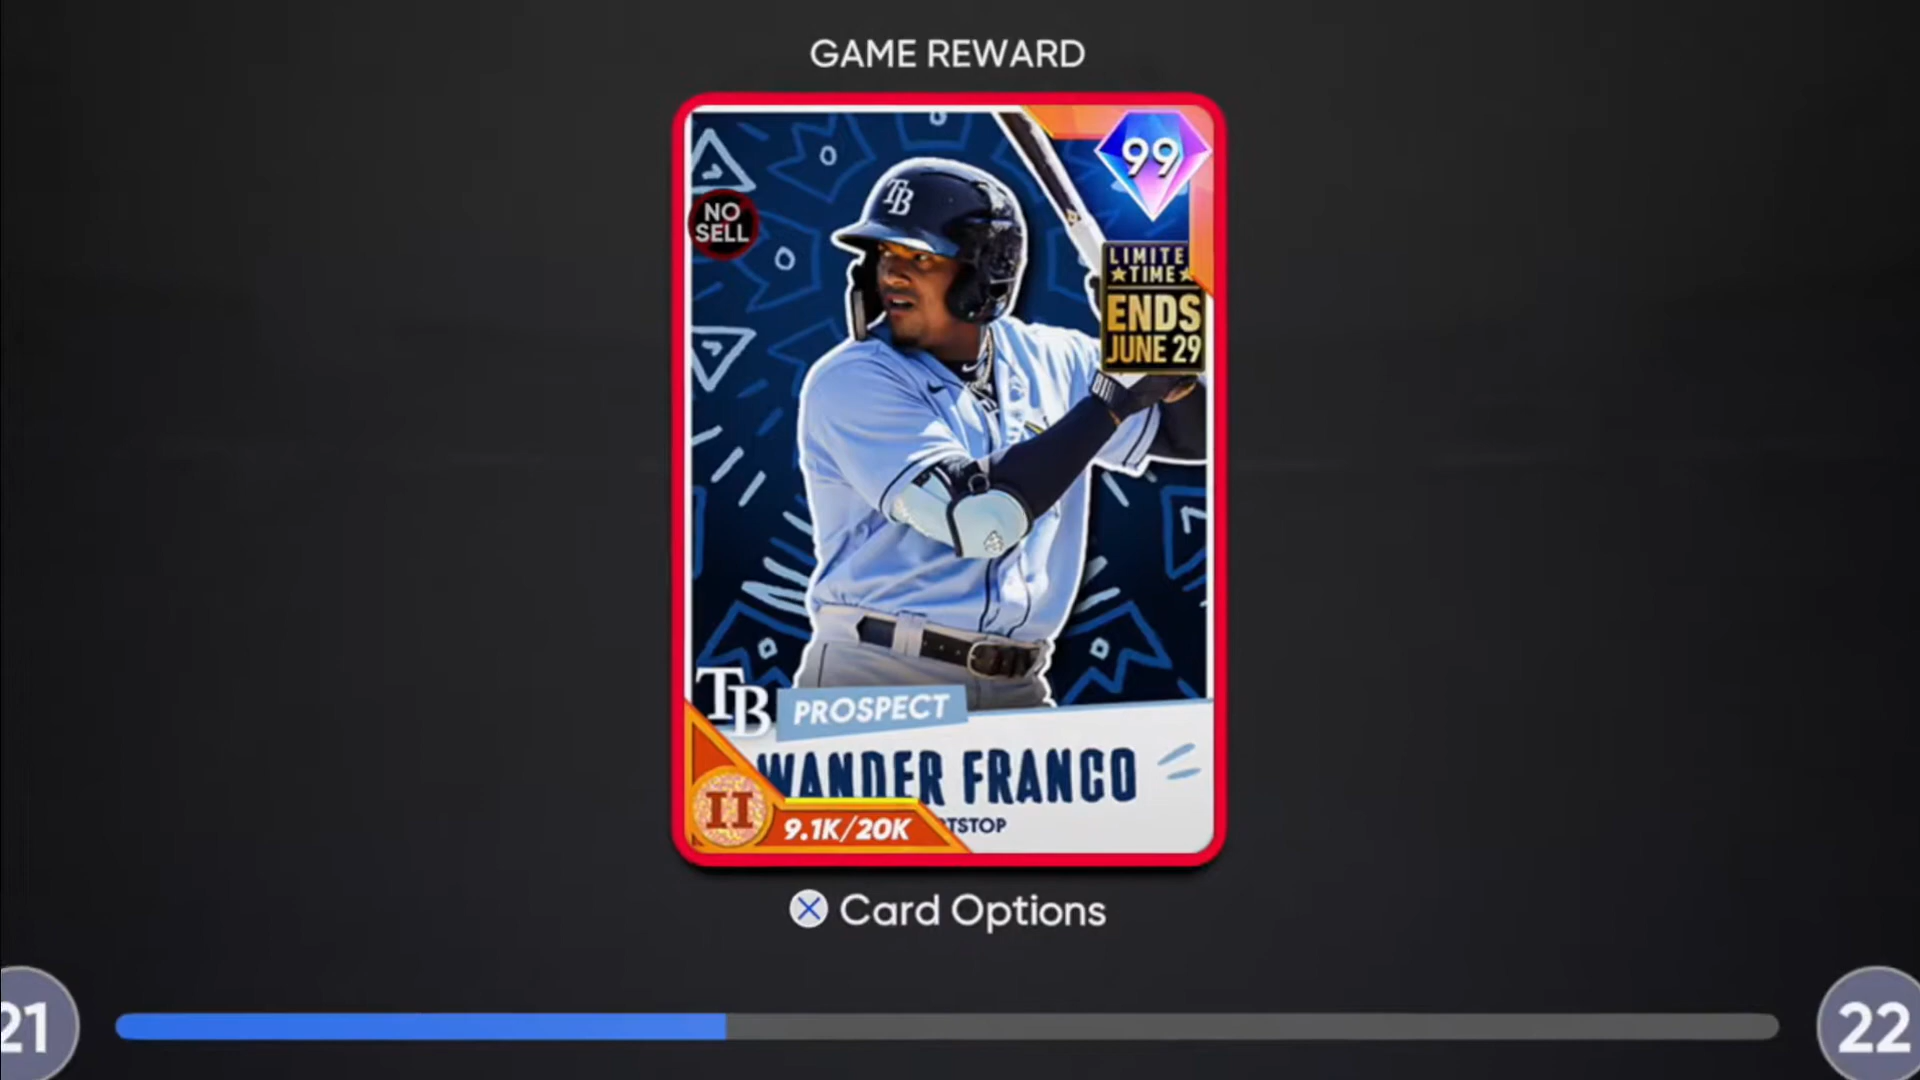 GAME REWARD
99
TB
NO
SELL
LIMITE
★TIME★
ENDS
JUNE 29
TB
PROSPECT
WANDER FRANCO
II
9.1K/20K
TSTOP
Card Options
21
22